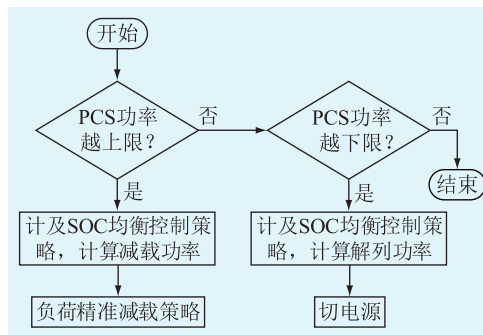 开始
PCS功率
越上限?
否
PCS功率
越下限?
否
结束
是
是
计及SOC均衡控制策
略，计算减载功率
计及SOC均衡控制策
略，计算解列功率
负荷精准减载策略
切电源